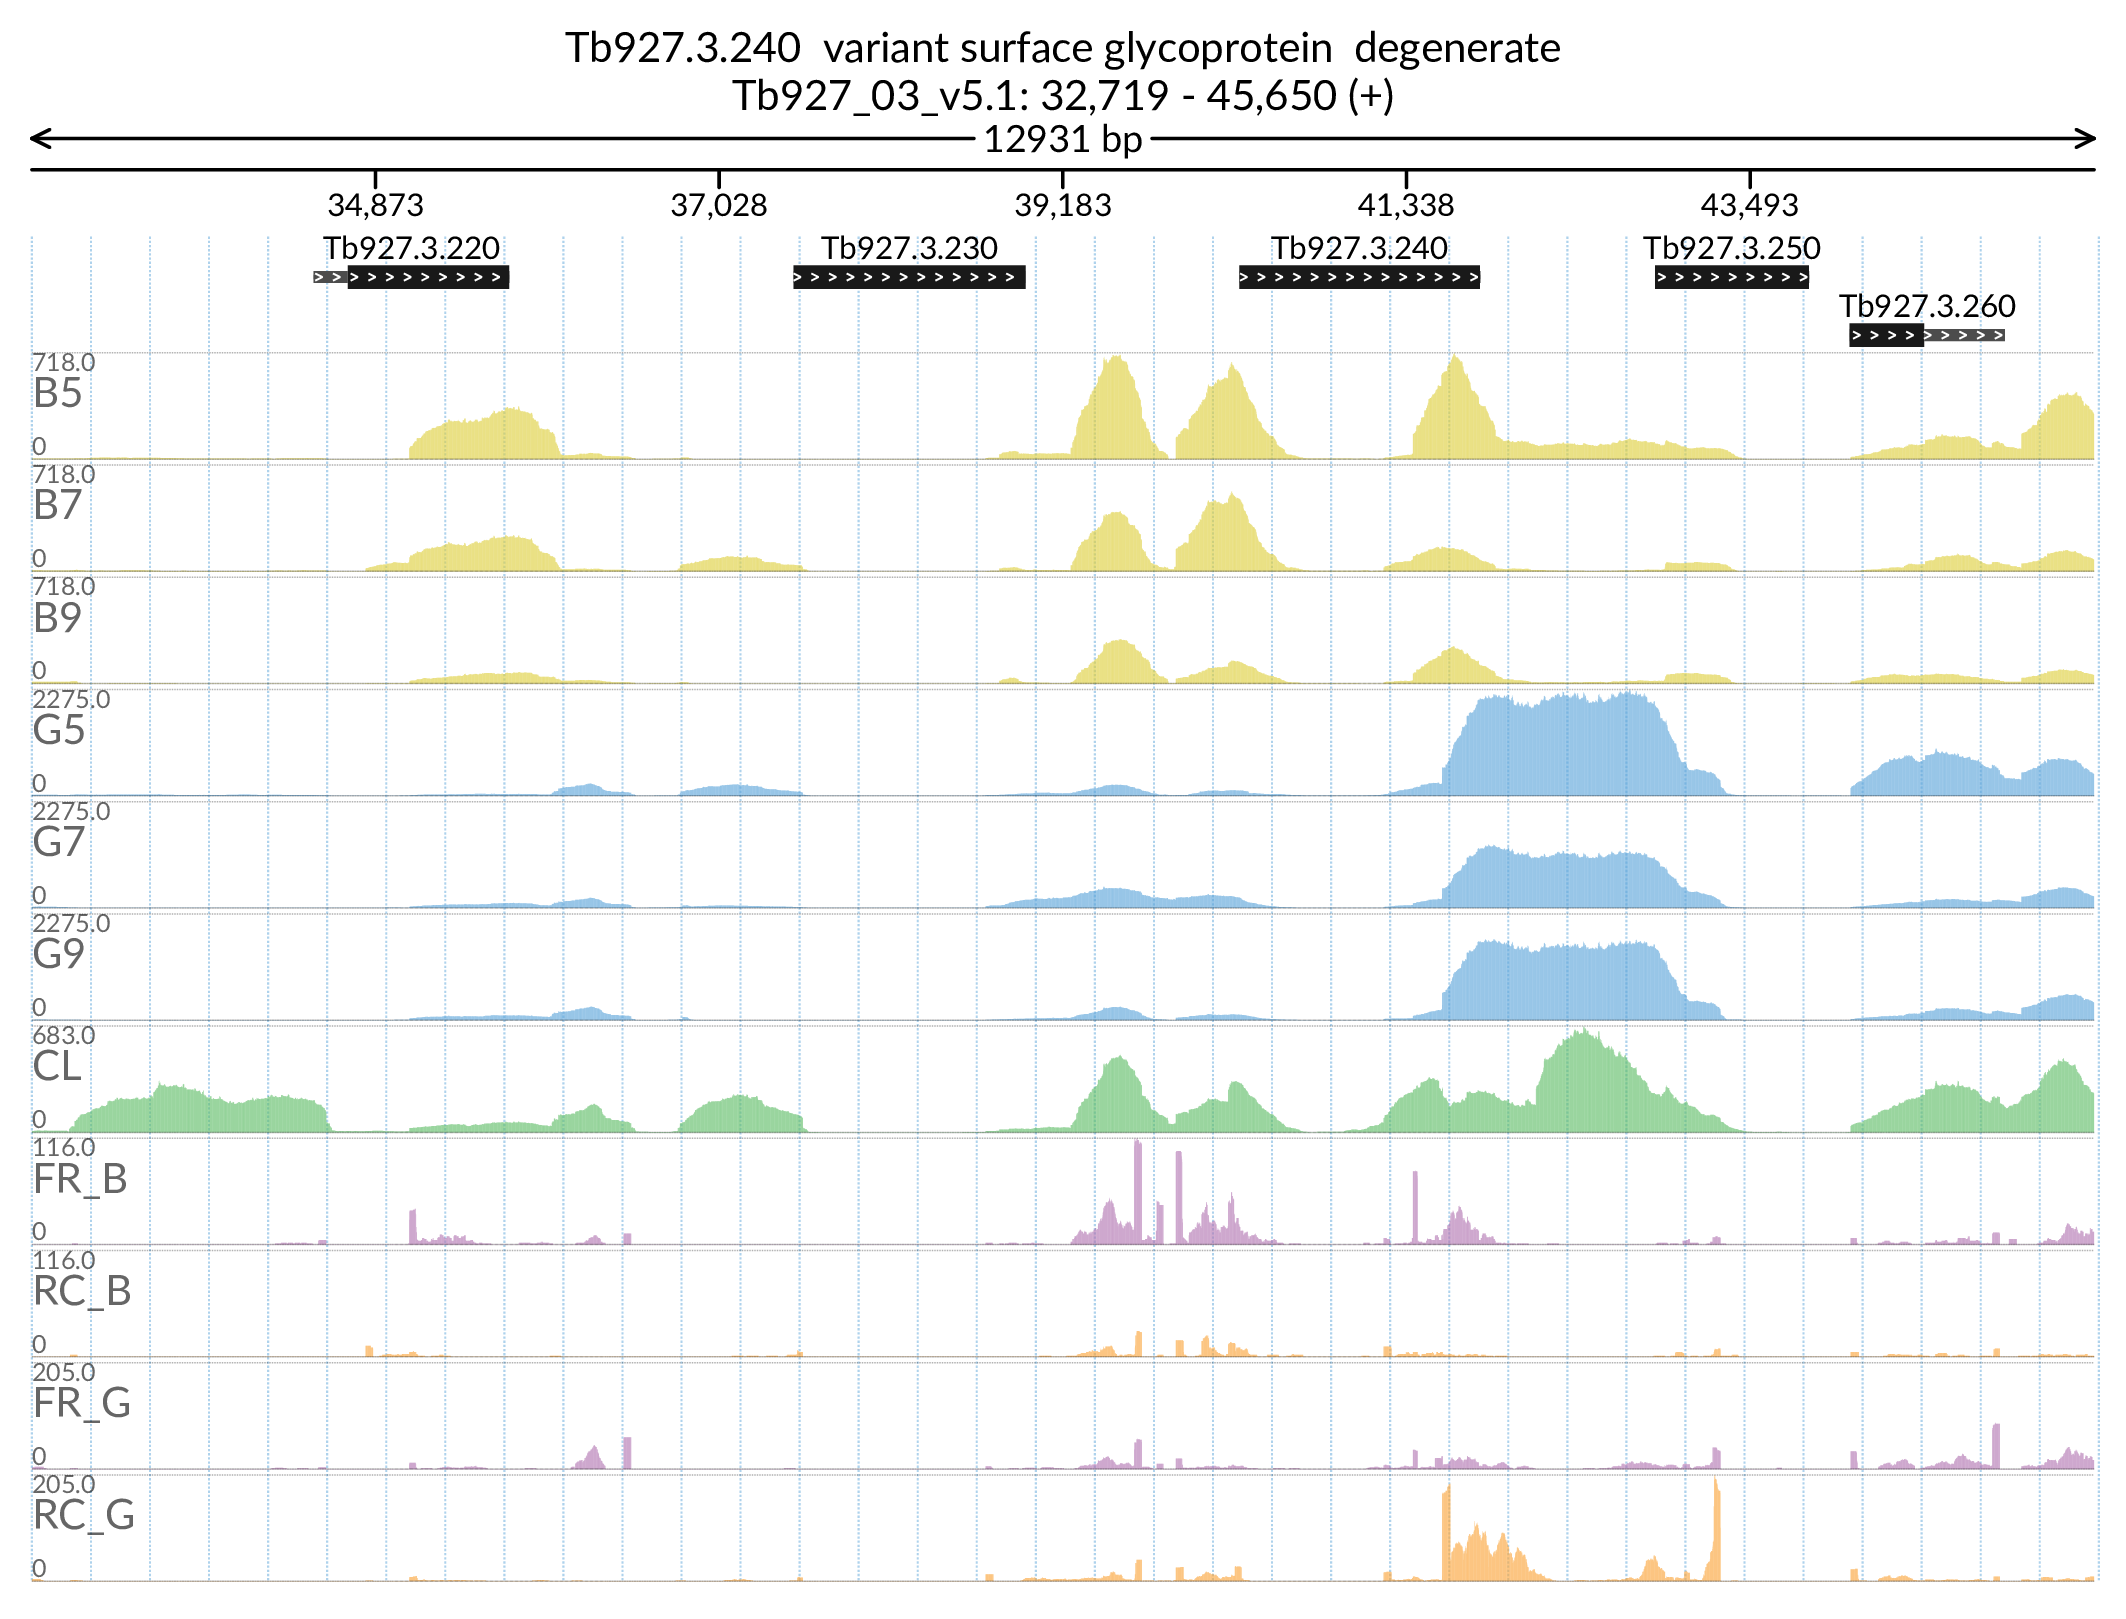 Tb927.3.240  variant surface glycoprotein  degenerate
Tb927_03_v5.1: 32,719 - 45,650 (+)
12931 bp
34,873 37,028 39,183 41,338 43,493
Tb927.3.220 Tb927.3.230 Tb927.3.240 Tb927.3.250
Tb927.3.260
718.0
B5
0
718.0
B7
0
718.0
B9
0
2275.0
G5
0
2275.0
G7
0
2275.0
G9
0
683.0
CL
0
116.0
FR_B
0
116.0
RC_B
0
205.0
FR_G
0
205.0
RC_G
0